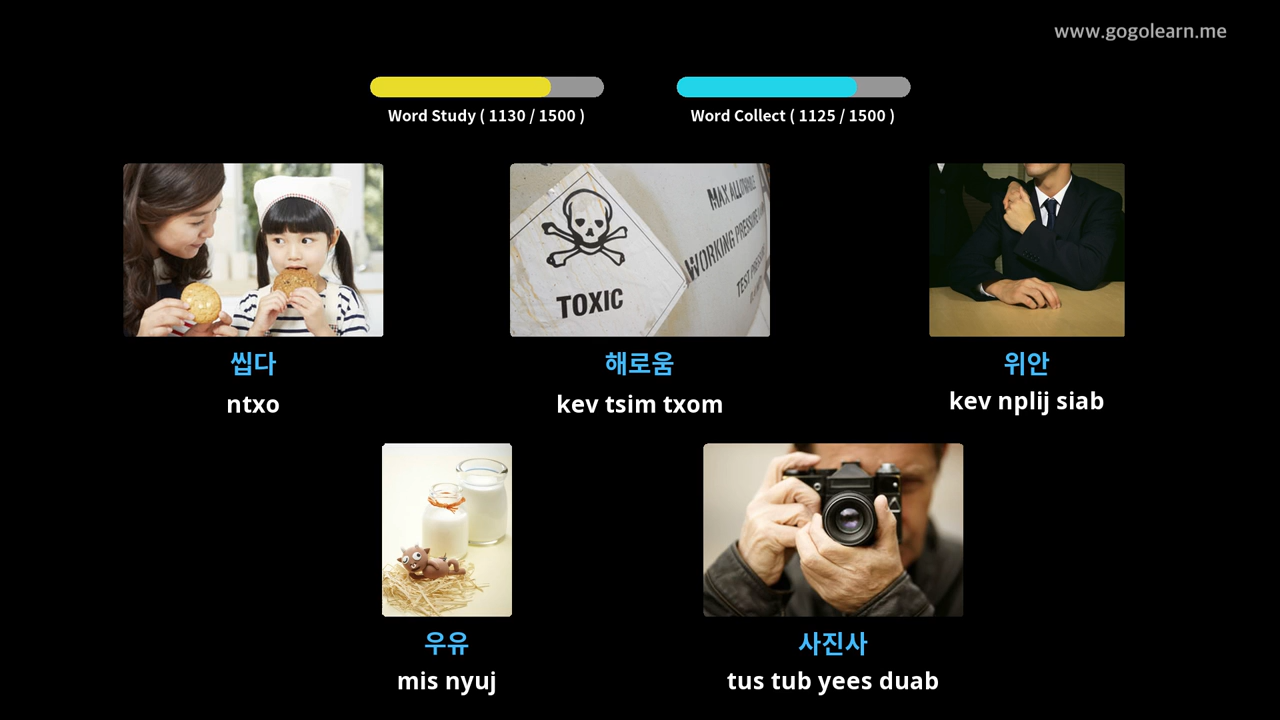 www.gogolearn.me
Word Study ( 1130 / 1500 )
Word Collect ( 1125 / 1500 )
TOXIC
MAX ALLOWABLE
WORKING PRESSURE
TEST
씹다
해로움
위안
ntxo
kev tsim txom
kev nplij siab
우유
사진사
mis nyuj
tus tub yees duab